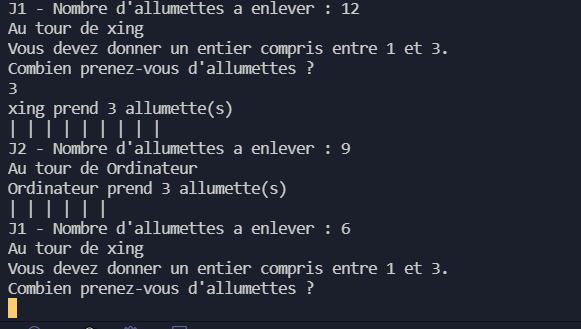 J1 - Nombre d'allumettes a enlever : 12
Au tour de xing
Vous devez donner un entier compris entre 1 et 3.
Combien prenez-vous d'allumettes ?
3
xing prend 3 allumette(s)
| | | | | | | | |
J2 - Nombre d'allumettes a enlever : 9
Au tour de Ordinateur
Ordinateur prend 3 allumette(s)
| | | | | |
J1 - Nombre d'allumettes a enlever : 6
Au tour de xing
Vous devez donner un entier compris entre 1 et 3.
Combien prenez-vous d'allumettes ?